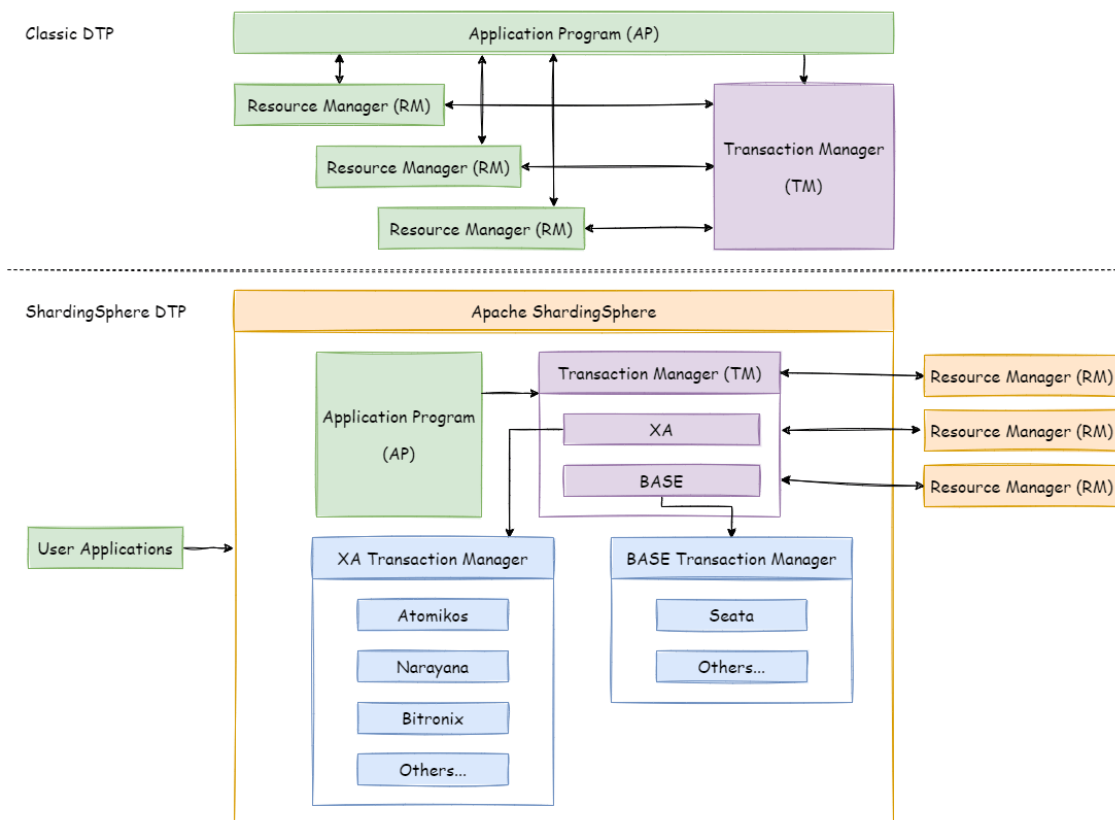 Classic DTP
Application Program (AP)
Resource Manager (RM)
Resource Manager (RM)
Resource Manager (RM)
Transaction Manager
(TM)
ShardingSphere DTP
Apache ShardingSphere
Application Program
(AP)
Transaction Manager (TM)
XA
BASE
Resource Manager (RM)
Resource Manager (RM)
Resource Manager (RM)
User Applications
XA Transaction Manager
Atomikos
Narayana
Bitronix
Others...
BASE Transaction Manager
Seata
Others...